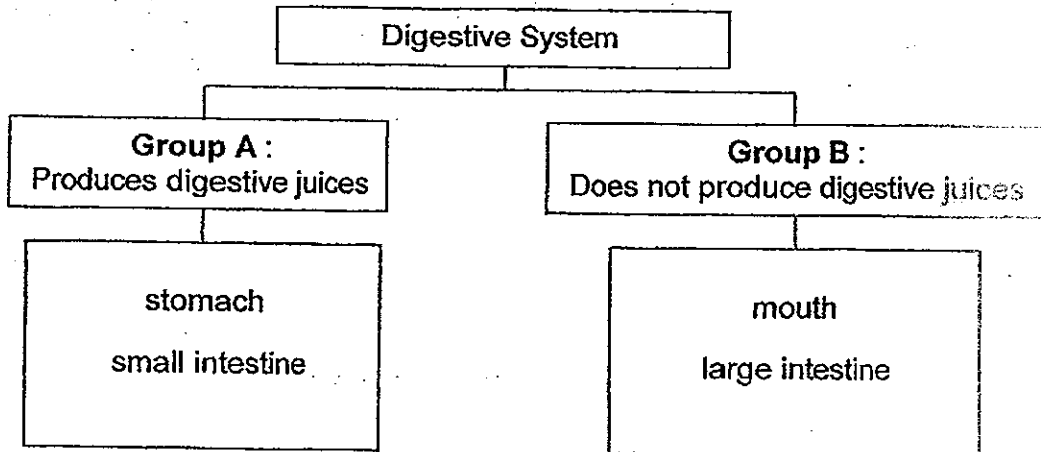 Digestive System
Group A :
Produces digestive juices
Group B :
Does not produce digestive juices
stomach
small intestine
mouth
large intestine